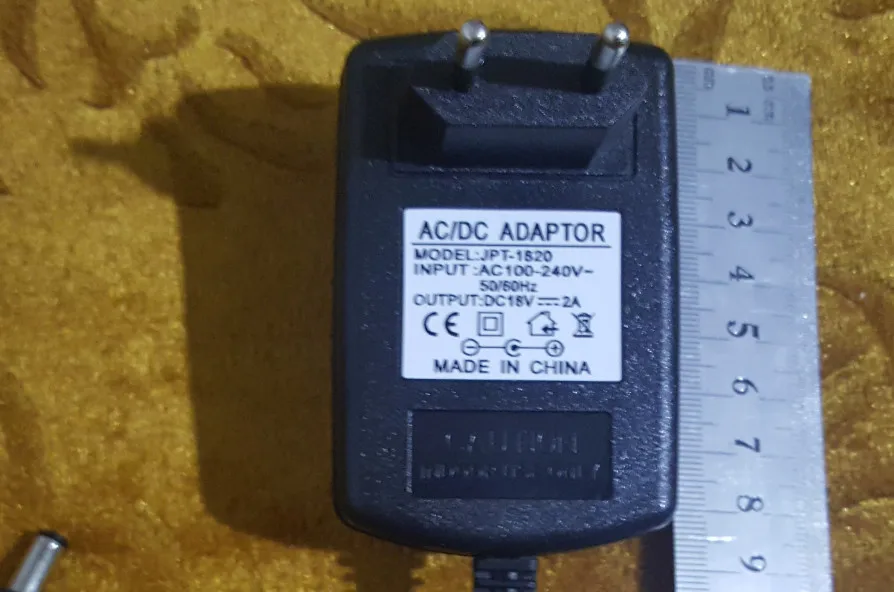 AC/DC ADAPTOR
MODEL:JPT-1820
INPUT :AC100-240V~
50/60Hz
OUTPUT:DC18V⎓2A
CE
MADE IN CHINA
1
2
3
4
5
6
7
8
9